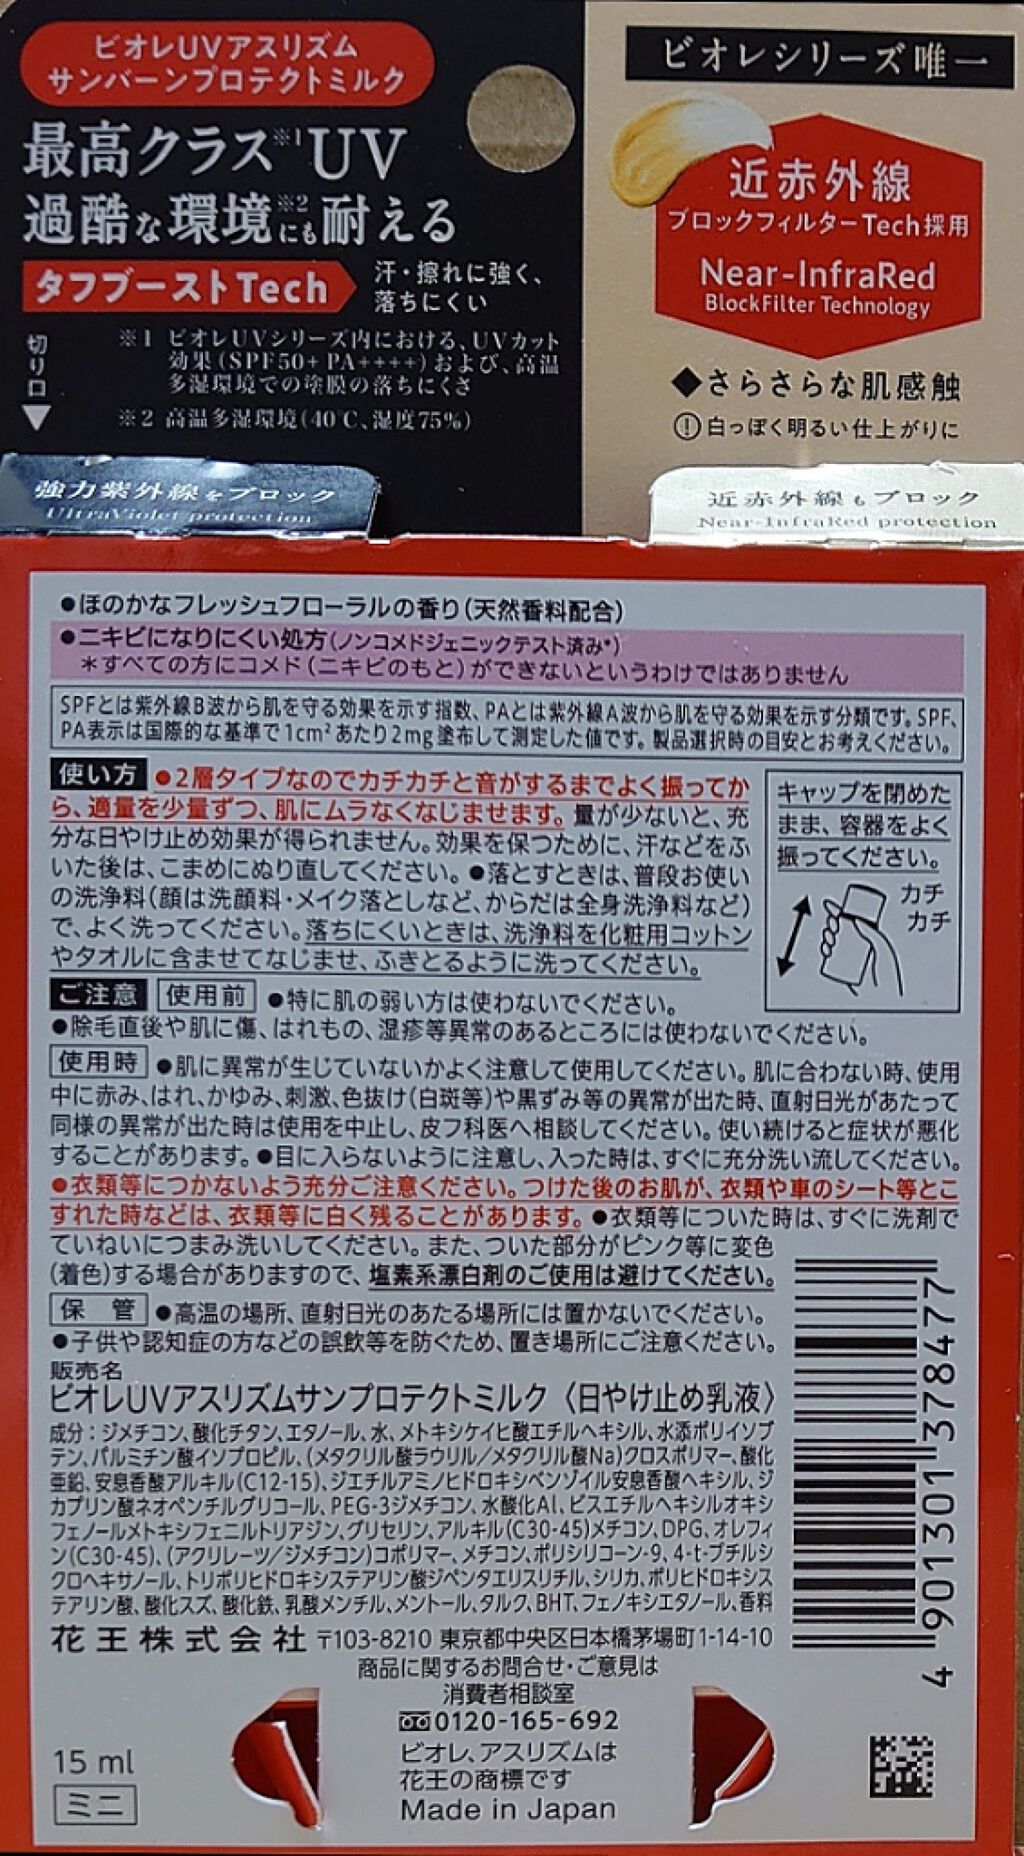 ビオレUVアスリズム
サンバーンプロテクトミルク
最高クラス※1 UV
過酷な環境※2にも耐える
タフブーストTech
汗・擦れに強く、
落ちにくい
切り口
※1 ビオレUVシリーズ内における、UVカット
効果(SPF50+ PA++++)および、高温
多湿環境での塗膜の落ちにくさ
※2 高温多湿環境(40℃、湿度75%)
ビオレシリーズ唯一
近赤外線
ブロックフィルターTech採用
Near-InfraRed
BlockFilter Technology
◆さらさらな肌感触
白っぽく明るい仕上がりに
強力紫外線をブロック
UltraViolet protection
近赤外線もブロック
Near-InfraRed protection
●ほのかなフレッシュフローラルの香り(天然香料配合)
●ニキビになりにくい処方(ノンコメドジェニックテスト済み*)
＊すべての方にコメド(ニキビのもと)ができないというわけではありません
SPFとは紫外線B波から肌を守る効果を示す指数、PAとは紫外線A波から肌を守る効果を示す分類です。SPF、
PA表示は国際的な基準で1cm²あたり2mg塗布して測定した値です。製品選択時の目安とお考えください。
使い方 ●2層タイプなのでカチカチと音がするまでよく振ってか
ら、適量を少量ずつ、肌にムラなくなじませます。量が少ないと、充
分な日やけ止め効果が得られません。効果を保つために、汗などをふ
いた後は、こまめにぬり直してください。●落とすときは、普段お使い
の洗浄料(顔は洗顔料・メイク落としなど、からだは全身洗浄料など)
で、よく洗ってください。落ちにくいときは、洗浄料を化粧用コットン
やタオルに含ませてなじませ、ふきとるように洗ってください。
キャップを閉めた
まま、容器をよく
振ってください。
カチ
カチ
ご注意 使用前 ●特に肌の弱い方は使わないでください。
●除毛直後や肌に傷、はれもの、湿疹等異常のあるところには使わないでください。
使用時 ●肌に異常が生じていないかよく注意して使用してください。肌に合わない時、使用
中に赤み、はれ、かゆみ、刺激、色抜け(白斑等)や黒ずみ等の異常が出た時、直射日光があたって
同様の異常が出た時は使用を中止し、皮フ科医へ相談してください。使い続けると症状が悪化
することがあります。●目に入らないように注意し、入った時は、すぐに充分洗い流してください。
●衣類等につかないよう充分ご注意ください。つけた後のお肌が、衣類や車のシート等とこ
すれた時などは、衣類等に白く残ることがあります。●衣類等についた時は、すぐに洗剤で
ていねいにつまみ洗いしてください。また、ついた部分がピンク等に変色
(着色)する場合がありますので、塩素系漂白剤のご使用は避けてください。
保管 ●高温の場所、直射日光のあたる場所には置かないでください。
●子供や認知症の方などの誤飲等を防ぐため、置き場所にご注意ください。
販売名
ビオレUVアスリズムサンプロテクトミルク〈日やけ止め乳液〉
成分：ジメチコン、酸化チタン、エタノール、水、メトキシケイヒ酸エチルヘキシル、水添ポリイソブ
テン、パルミチン酸イソプロピル、(メタクリル酸ラウリル／メタクリル酸Na)クロスポリマー、酸化
亜鉛、安息香酸アルキル(C12-15)、ジエチルアミノヒドロキシベンゾイル安息香酸ヘキシル、ジ
カプリン酸ネオペンチルグリコール、PEG-3ジメチコン、水酸化Al、ビスエチルヘキシルオキシ
フェノールメトキシフェニルトリアジン、グリセリン、アルキル(C30-45)メチコン、DPG、オレフィ
ン(C30-45)、(アクリレーツ／ジメチコン)コポリマー、メチコン、ポリシリコーン-9、4-t-ブチルシ
クロヘキサノール、トリポリヒドロキシステアリン酸ジペンタエリスリチル、シリカ、ポリヒドロキシス
テアリン酸、酸化スズ、酸化鉄、乳酸メンチル、メントール、タルク、BHT、フェノキシエタノール、香料
花王株式会社 〒103-8210 東京都中央区日本橋茅場町1-14-10
商品に関するお問合せ・ご意見は
消費者相談室
0120-165-692
ビオレ、アスリズムは
花王の商標です
Made in Japan
15 ml
ミニ
4 901301 378477